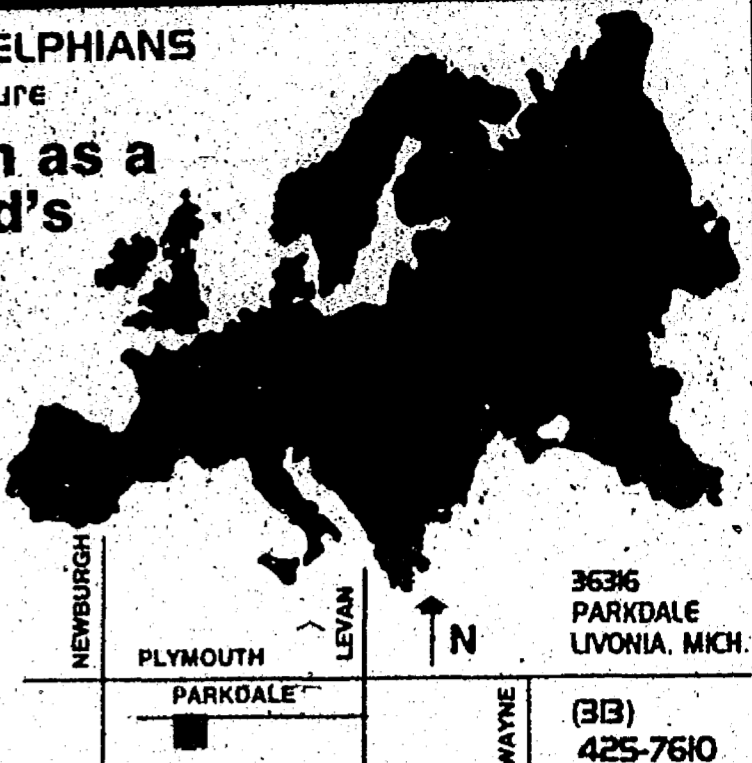 ELPHIANS
ure
n as a
d's
NEWBURGH
PLYMOUTH
LEVAN
N
36316
PARKDALE
LIVONIA, MICH.
PARKDALE
WAYNE
(313)
425-7610